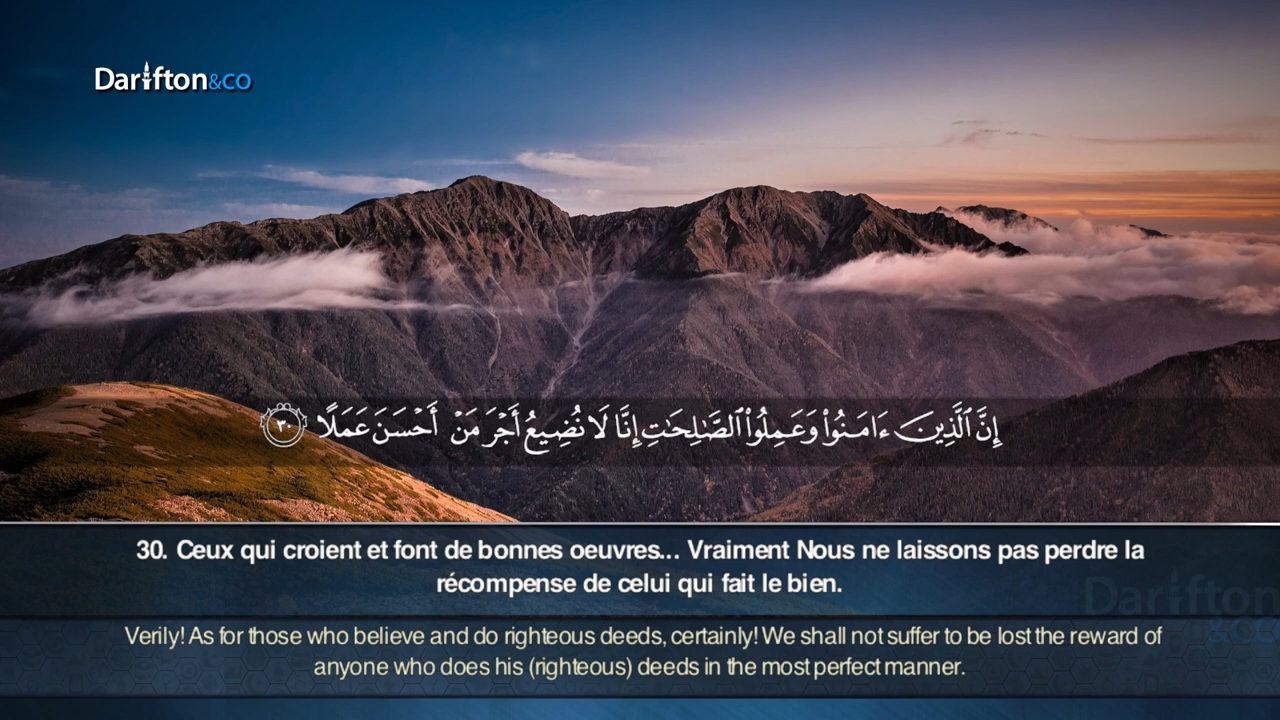 Darifton&co
إِنَّ ٱلَّذِينَ ءَامَنُوا۟ وَعَمِلُوا۟ ٱلصَّـٰلِحَـٰتِ إِنَّا لَا نُضِيعُ أَجْرَ مَنْ أَحْسَنَ عَمَلًا ٣٠
30. Ceux qui croient et font de bonnes oeuvres... Vraiment Nous ne laissons pas perdre la
récompense de celui qui fait le bien.
Darifton
&co
Verily! As for those who believe and do righteous deeds, certainly! We shall not suffer to be lost the reward of
anyone who does his (righteous) deeds in the most perfect manner.